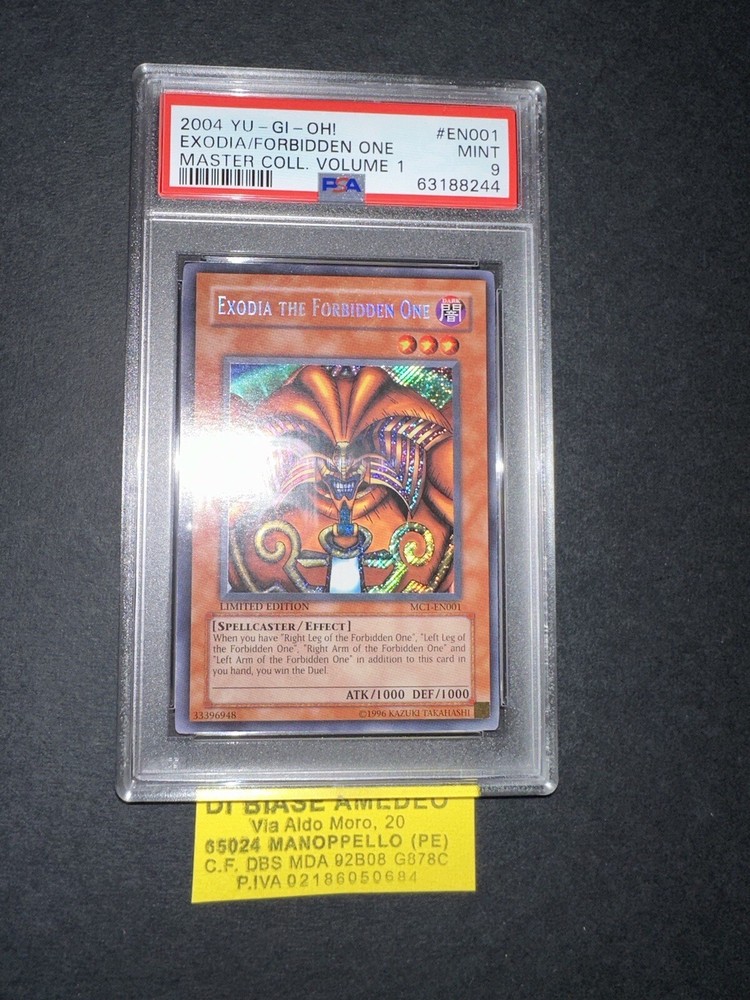 2004 YU-GI-OH! #EN001
EXODIA/FORBIDDEN ONE MINT
MASTER COLL. VOLUME 1 9
PSA 63188244
EXODIA THE FORBIDDEN ONE
DARK
闇
LIMITED EDITION MC1-EN001
[SPELLCASTER/EFFECT]
When you have "Right Leg of the Forbidden One", "Left Leg of
the Forbidden One", "Right Arm of the Forbidden One" and
"Left Arm of the Forbidden One" in addition to this card in
you hand, you win the Duel.
ATK/1000 DEF/1000
33396948 ©1996 KAZUKI TAKAHASHI
DI BIASE AMEDEO
Via Aldo Moro, 20
65024 MANOPPELLO (PE)
C.F. DBS MDA 92B08 G878C
P.IVA 02186050684